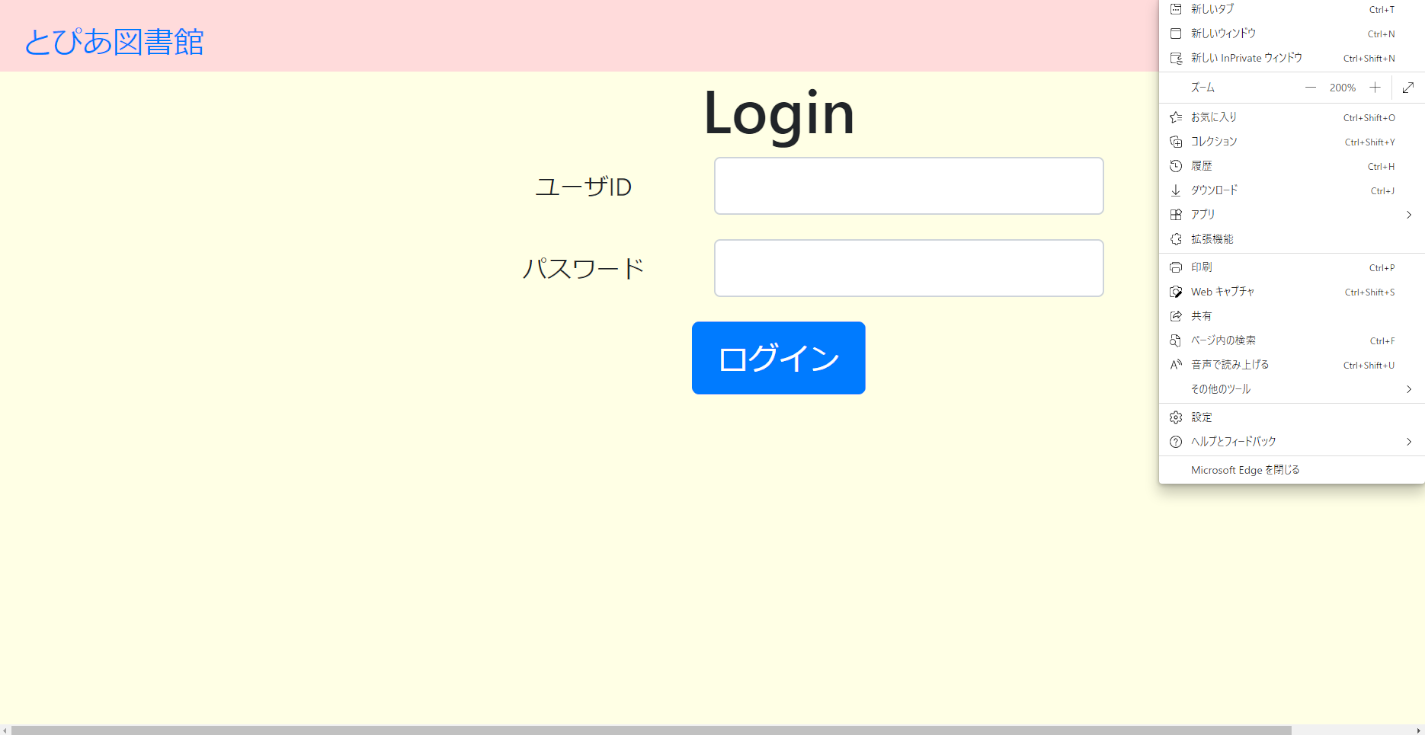 とぴあ図書館
Login
ユーザID
パスワード
ログイン
新しいタブ Ctrl+T
新しいウィンドウ Ctrl+N
新しい InPrivate ウィンドウ Ctrl+Shift+N
ズーム 200%
お気に入り Ctrl+Shift+O
コレクション Ctrl+Shift+Y
履歴 Ctrl+H
ダウンロード Ctrl+J
アプリ
拡張機能
印刷 Ctrl+P
Web キャプチャ Ctrl+Shift+S
共有
ページ内の検索 Ctrl+F
音声で読み上げる Ctrl+Shift+U
その他のツール
設定
ヘルプとフィードバック
Microsoft Edge を閉じる